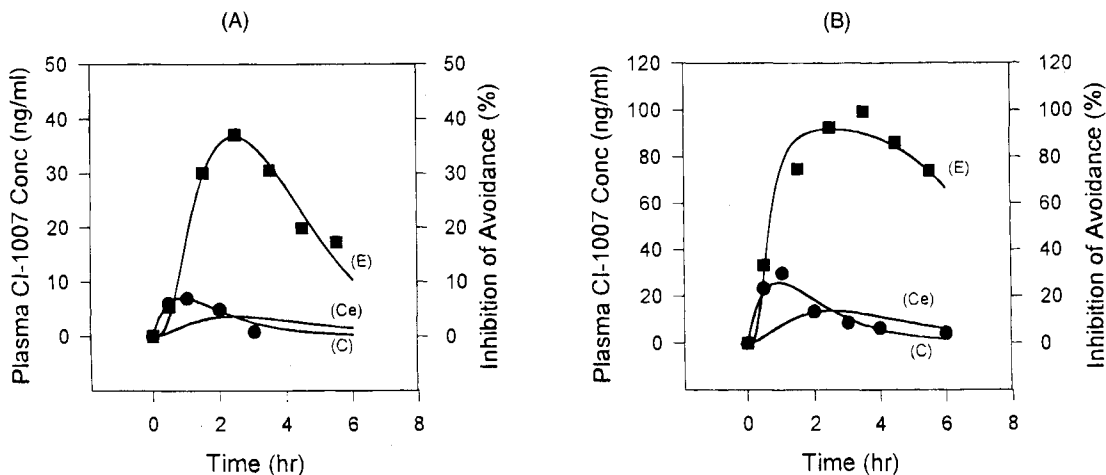 (A)
Plasma CI-1007 Conc (ng/ml)
50
40
30
20
10
0
50
40
30
20
10
0
Inhibition of Avoidance (%)
(E)
(Ce)
(C)
0 2 4 6 8
Time (hr)
(B)
Plasma CI-1007 Conc (ng/ml)
120
100
80
60
40
20
0
120
100
80
60
40
20
0
Inhibition of Avoidance (%)
(E)
(Ce)
(C)
0 2 4 6 8
Time (hr)